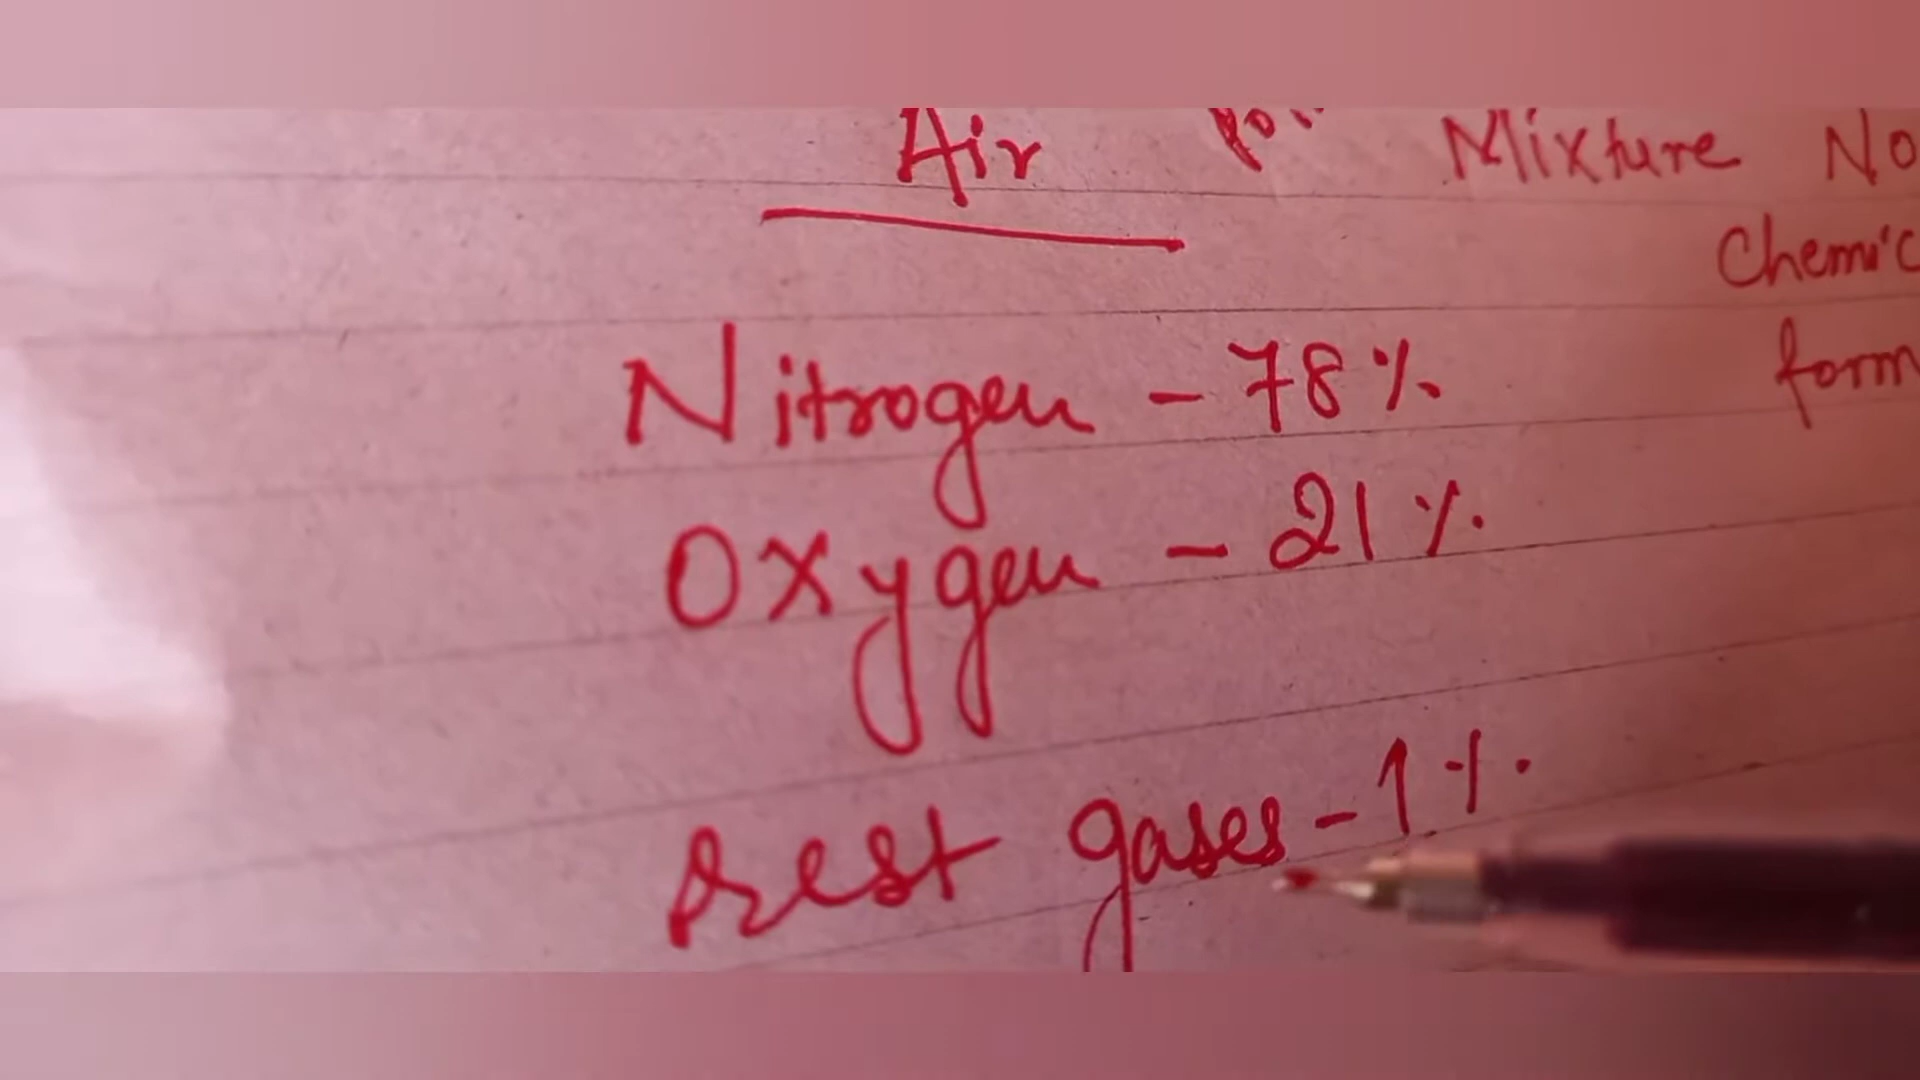 Air Mixture No
Chemic
Nitrogen - 78%
form
Oxygen - 21%
rest gases - 1%